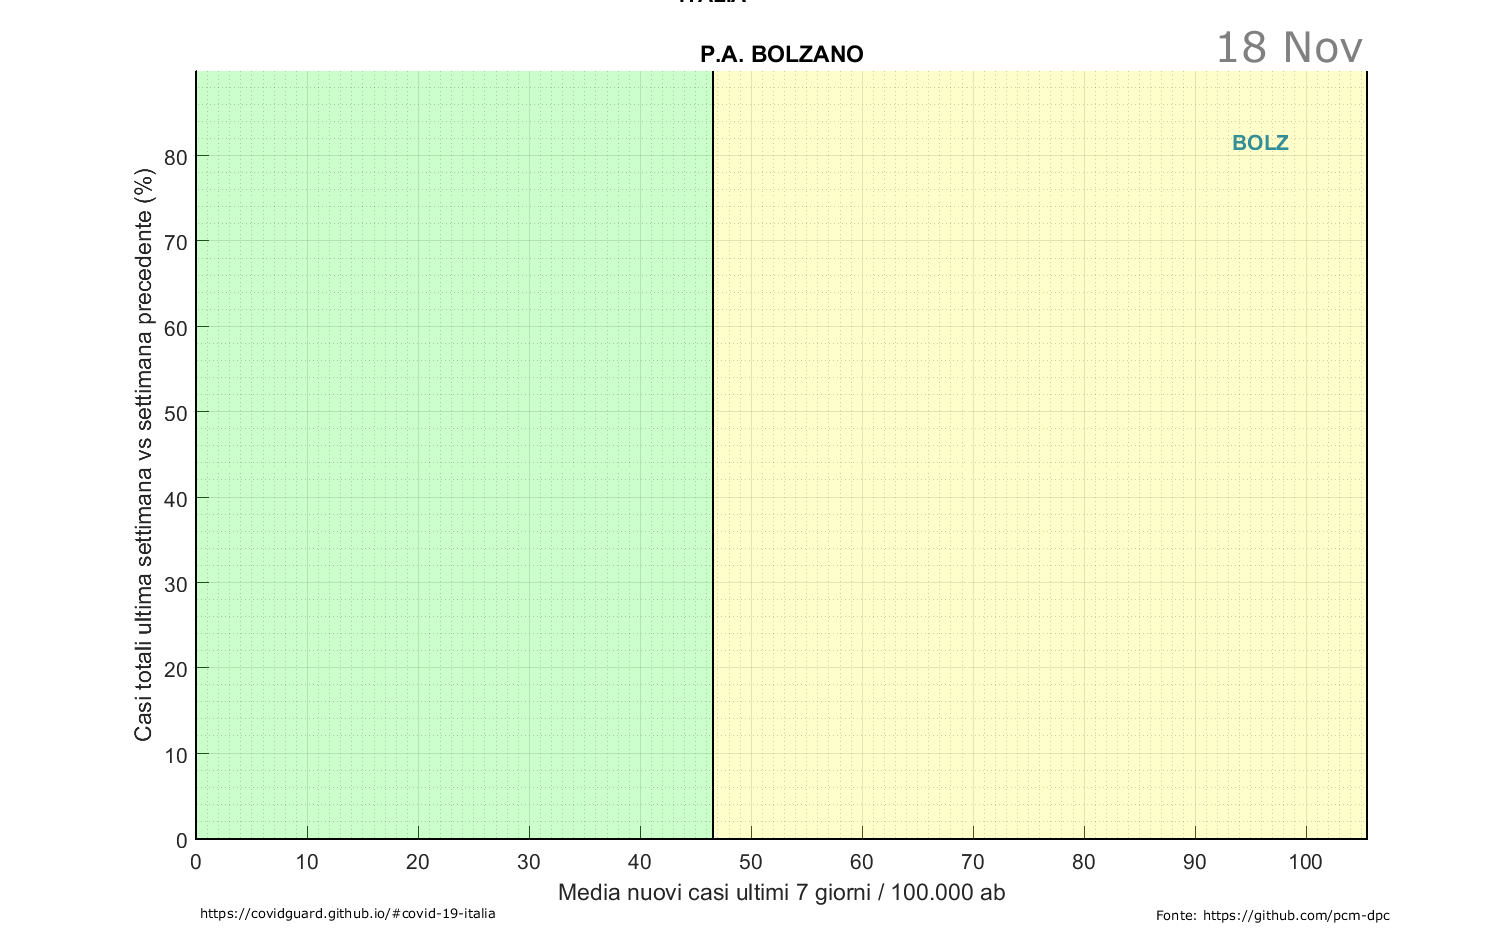 ITALIA
P.A. BOLZANO
18 Nov
BOLZ
Casi totali ultima settimana vs settimana precedente (%)
80
70
60
50
40
30
20
10
0
0 10 20 30 40 50 60 70 80 90 100
Media nuovi casi ultimi 7 giorni / 100.000 ab
https://covidguard.github.io/#covid-19-italia
Fonte: https://github.com/pcm-dpc